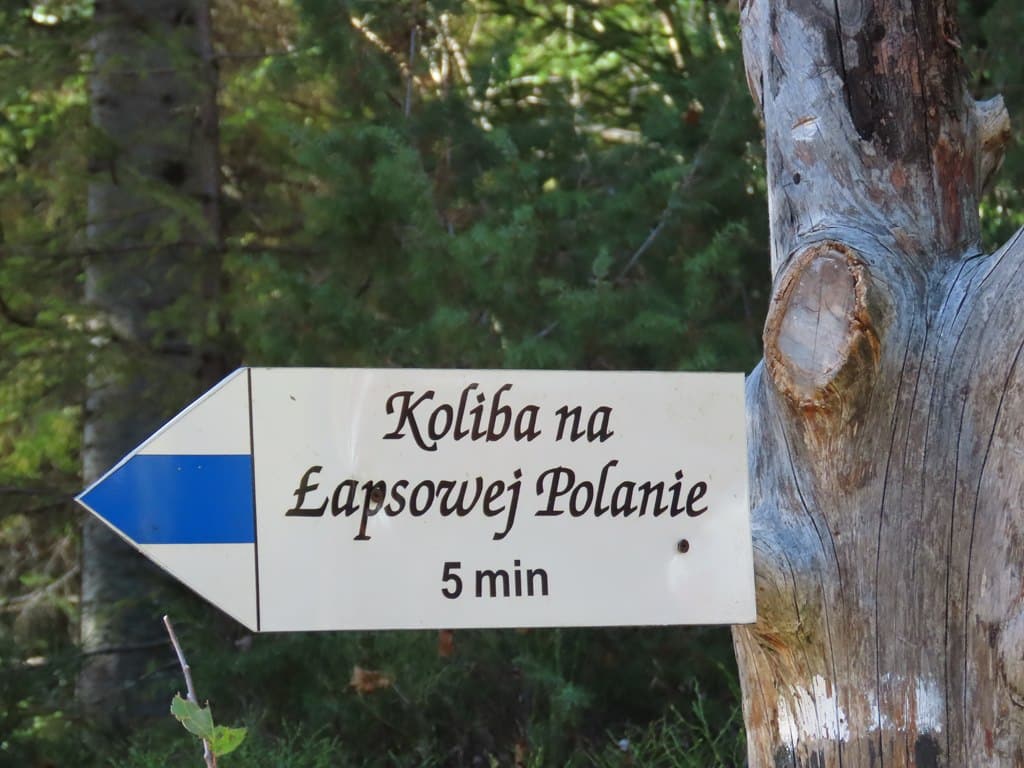 Koliba na
Łapsowej Polanie
5 min